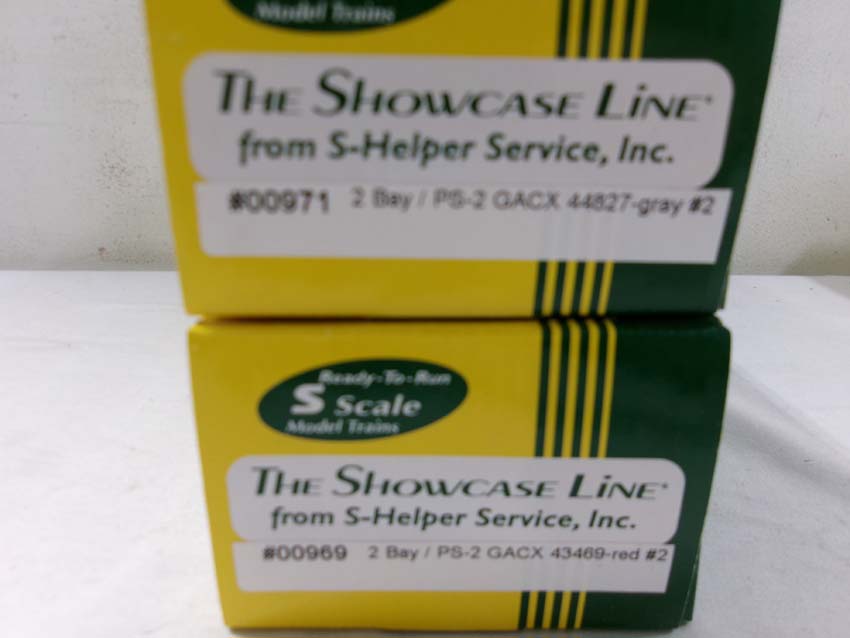 Model Trains
THE SHOWCASE LINE
from S-Helper Service, Inc.
#00971 2 Bay / PS-2 GACX 44827-gray #2
Ready-To-Run
S Scale
Model Trains
THE SHOWCASE LINE
from S-Helper Service, Inc.
#00969 2 Bay / PS-2 GACX 43469-red #2